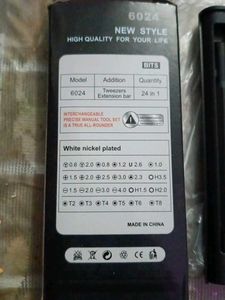 6024
NEW STYLE
HIGH QUALITY FOR YOUR LIFE
BITS
Model Addition Quantity
6024 Tweezers Extension bar 24 in 1
INTERCHANGEABLE
PRECISE MANUAL TOOL SET
IS A TRUE ALL-ROUNDER
White nickel plated
0.6 2.0 0.8 1.2 2.6 1.0
1.5 2.0 2.5 3.0 2.3 H3.5
1.5 2.0 3.0 4.0 H1.5 H2.0
T2 T3 T4 T5 T6 T8
MADE IN CHINA